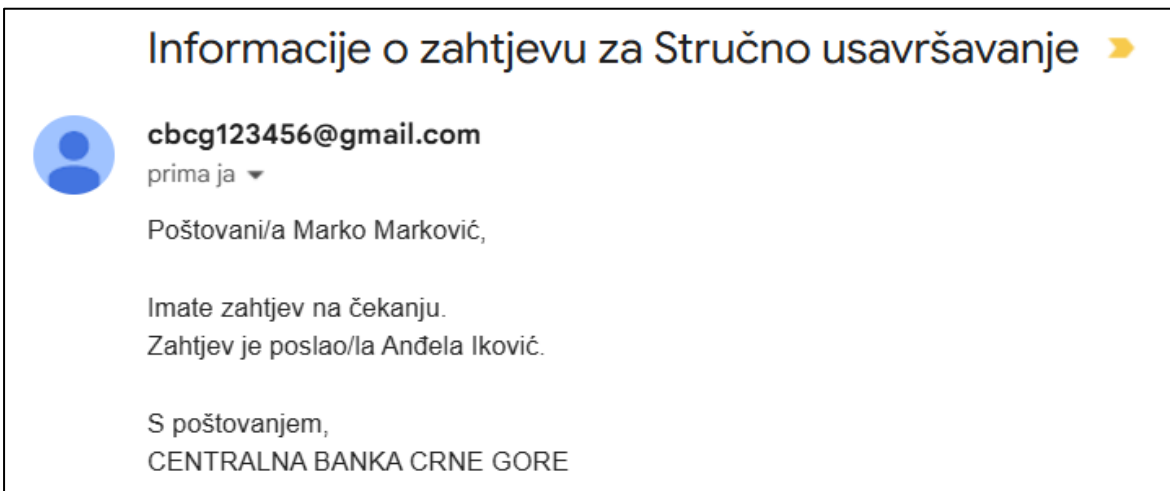 Informacije o zahtjevu za Stručno usavršavanje
cbcg123456@gmail.com
prima ja
Poštovani/a Marko Marković,
Imate zahtjev na čekanju.
Zahtjev je poslao/la Anđela Iković.
S poštovanjem,
CENTRALNA BANKA CRNE GORE